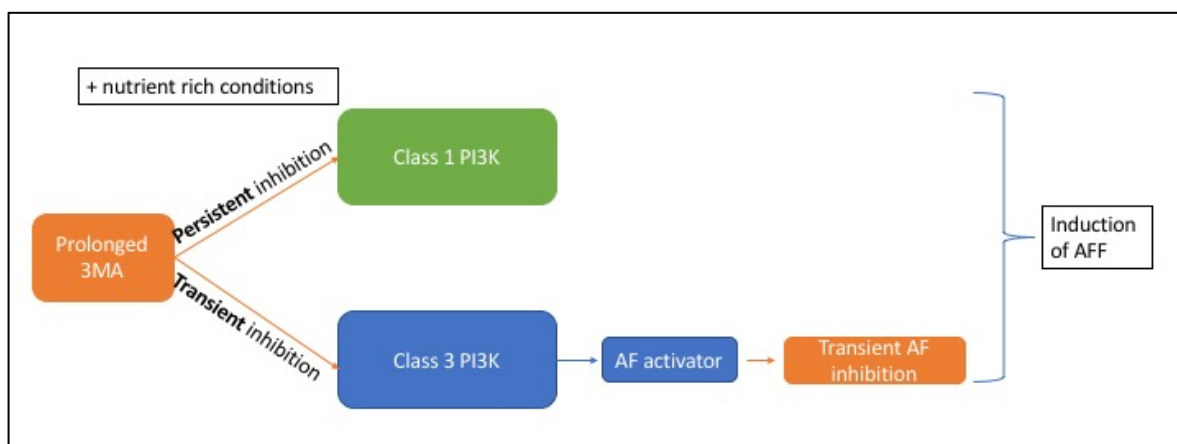 + nutrient rich conditions
Class 1 PI3K
Persistent inhibition
Prolonged
3MA
Transient inhibition
Class 3 PI3K
AF activator
Transient AF
inhibition
Induction
of AFF